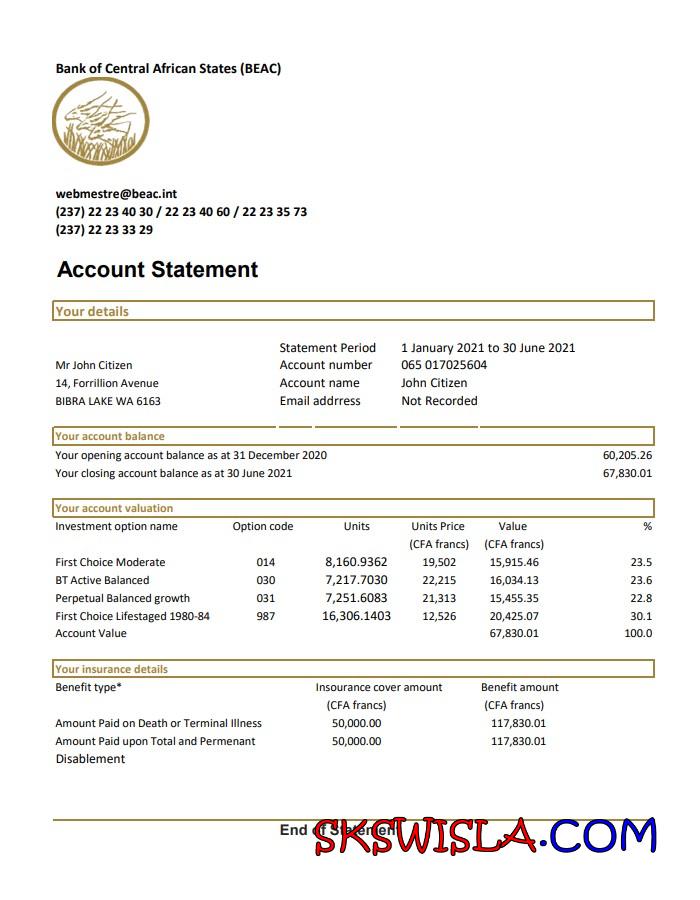 Bank of Central African States (BEAC)
webmestre@beac.int
(237) 22 23 40 30 / 22 23 40 60 / 22 23 35 73
(237) 22 23 33 29
Account Statement
Your details
Statement Period 1 January 2021 to 30 June 2021
Mr John Citizen Account number 065 017025604
14, Forrillion Avenue Account name John Citizen
BIBRA LAKE WA 6163 Email addrress Not Recorded
Your account balance
Your opening account balance as at 31 December 2020 60,205.26
Your closing account balance as at 30 June 2021 67,830.01
Your account valuation
Investment option name Option code Units Units Price Value %
(CFA francs) (CFA francs)
First Choice Moderate 014 8,160.9362 19,502 15,915.46 23.5
BT Active Balanced 030 7,217.7030 22,215 16,034.13 23.6
Perpetual Balanced growth 031 7,251.6083 21,313 15,455.35 22.8
First Choice Lifestaged 1980-84 987 16,306.1403 12,526 20,425.07 30.1
Account Value 67,830.01 100.0
Your insurance details
Benefit type* Insourance cover amount Benefit amount
(CFA francs) (CFA francs)
Amount Paid on Death or Terminal Illness 50,000.00 117,830.01
Amount Paid upon Total and Permenant 50,000.00 117,830.01
Disablement
End of Statement
SKSWISLA.COM